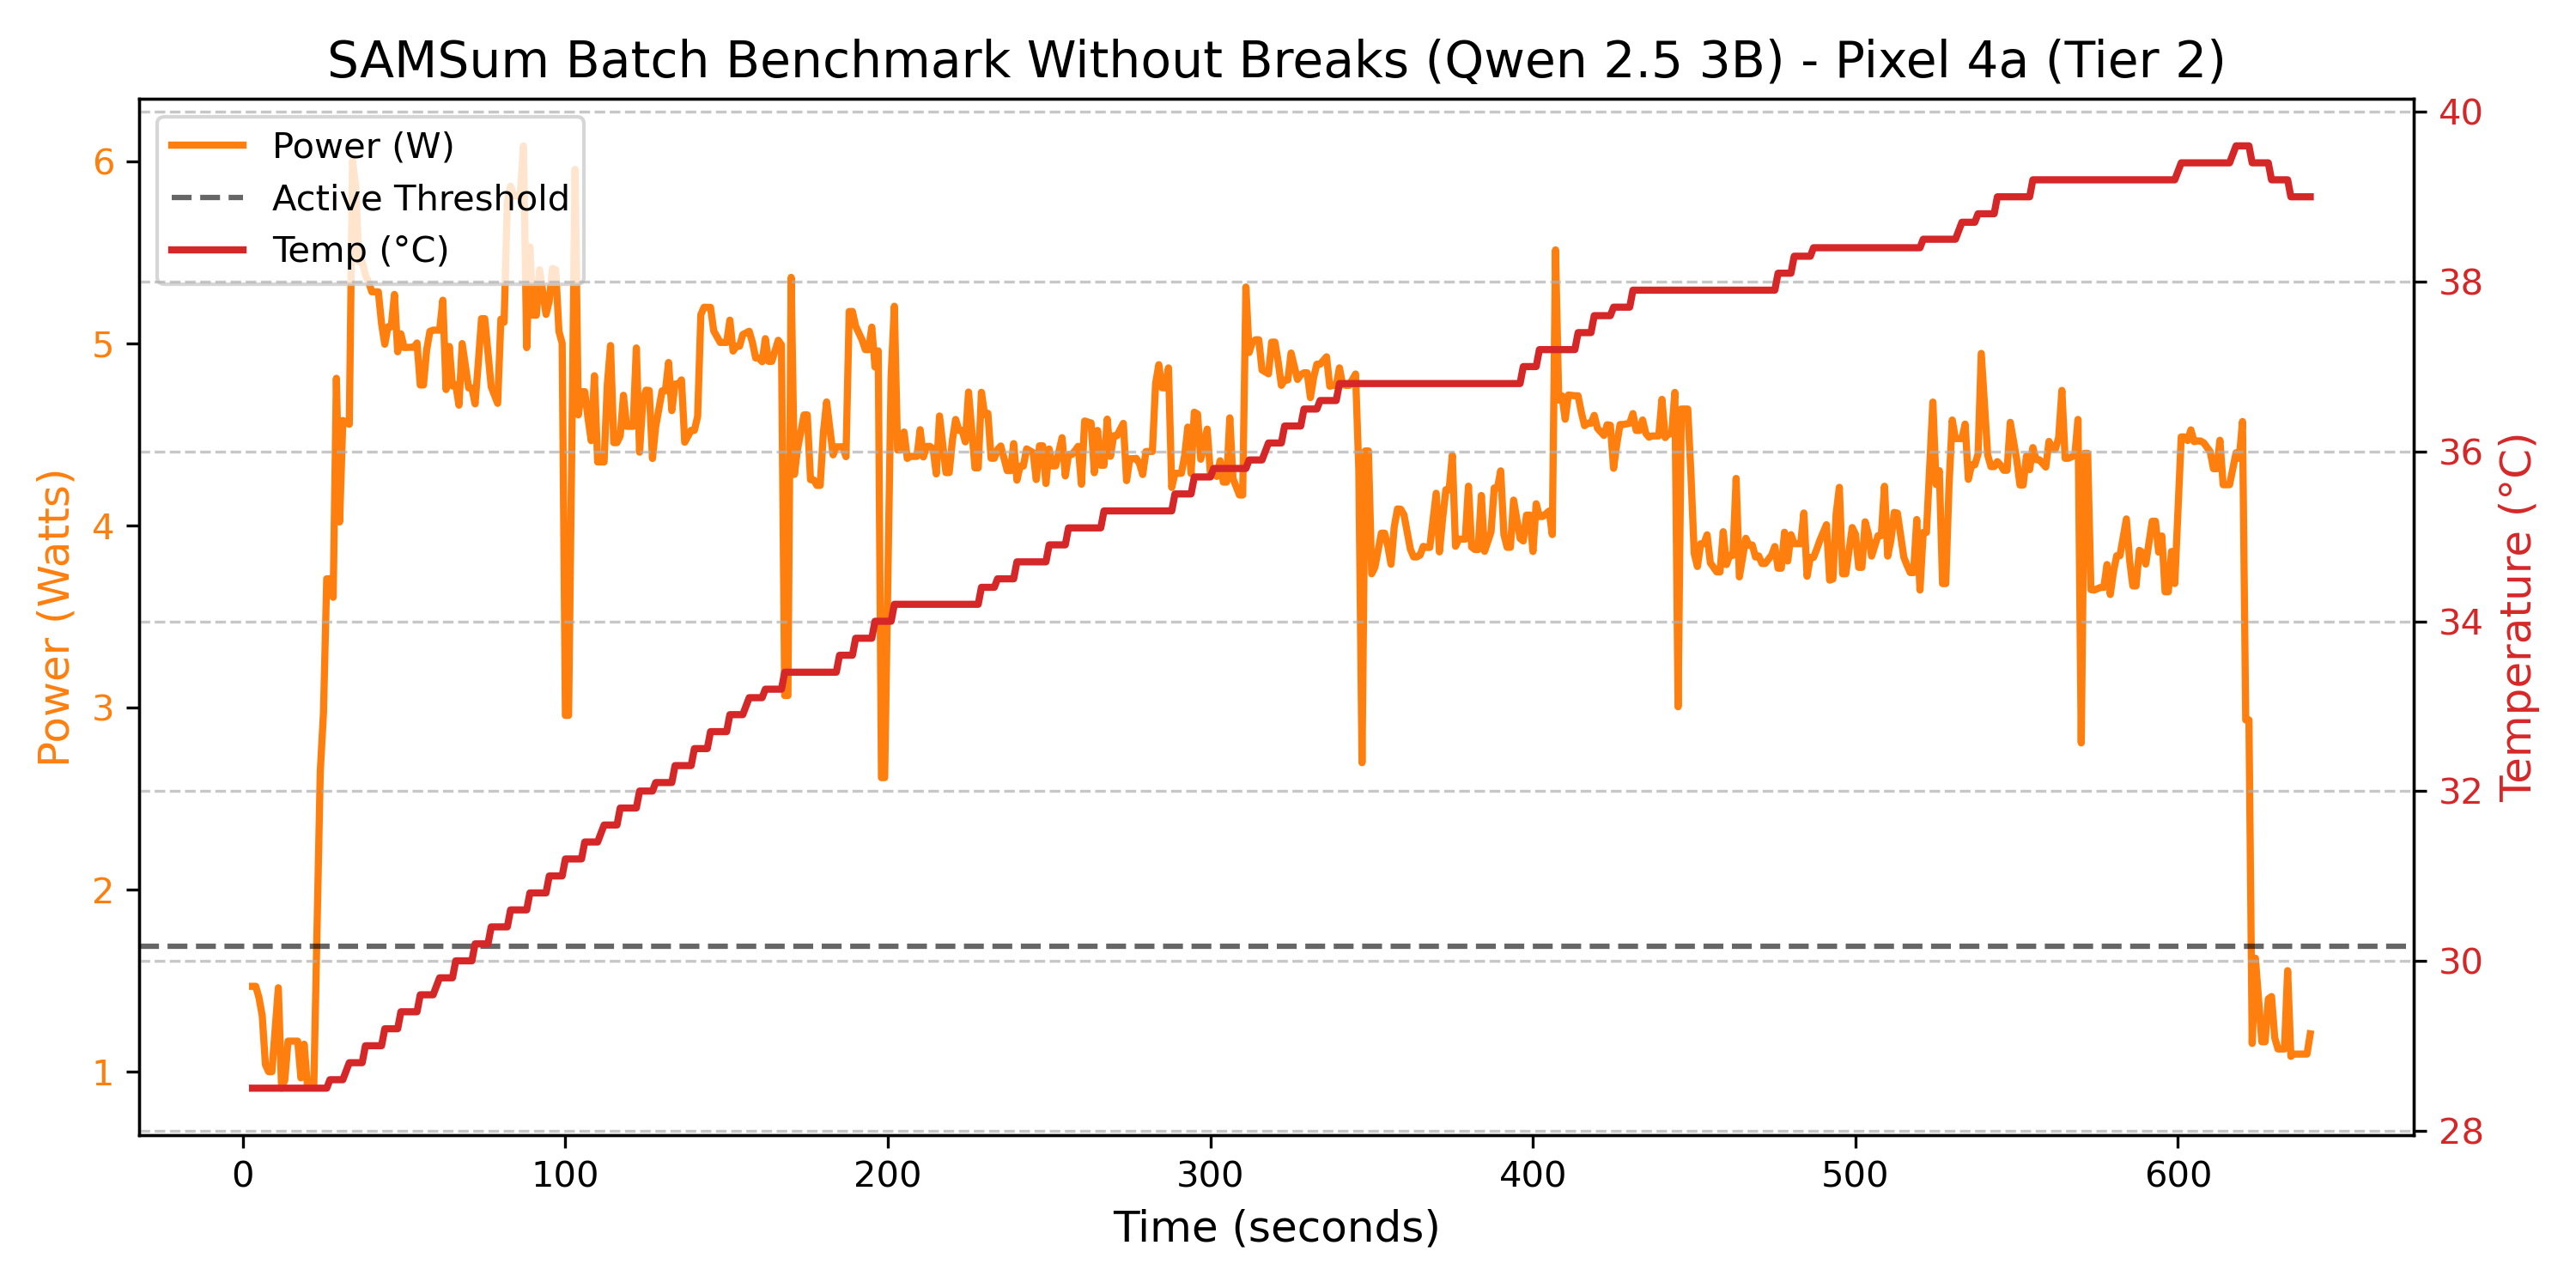 SAMSum Batch Benchmark Without Breaks (Qwen 2.5 3B) - Pixel 4a (Tier 2)
Power (W)
Active Threshold
Temp (°C)
Power (Watts)
6
5
4
3
2
1
40
38
36
34
32
30
28
Temperature (°C)
0 100 200 300 400 500 600
Time (seconds)